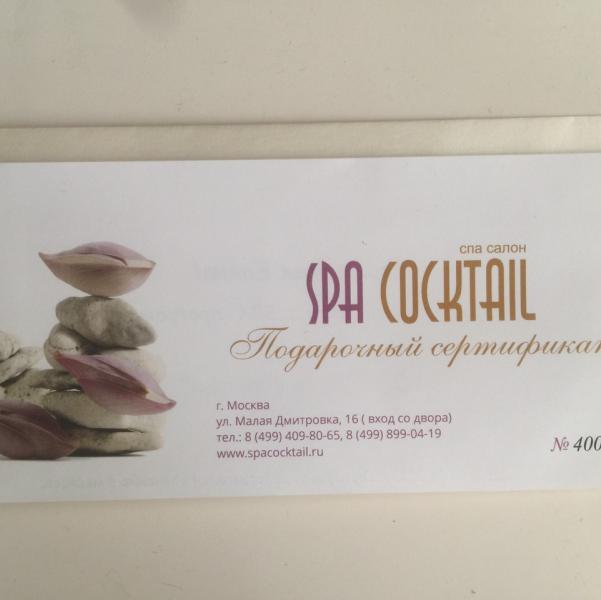 спа салон
SPA COCKTAIL
Подарочный сертификат
г. Москва
ул. Малая Дмитровка, 16 ( вход со двора)
тел.: 8 (499) 409-80-65, 8 (499) 899-04-19
www.spacocktail.ru
№ 400